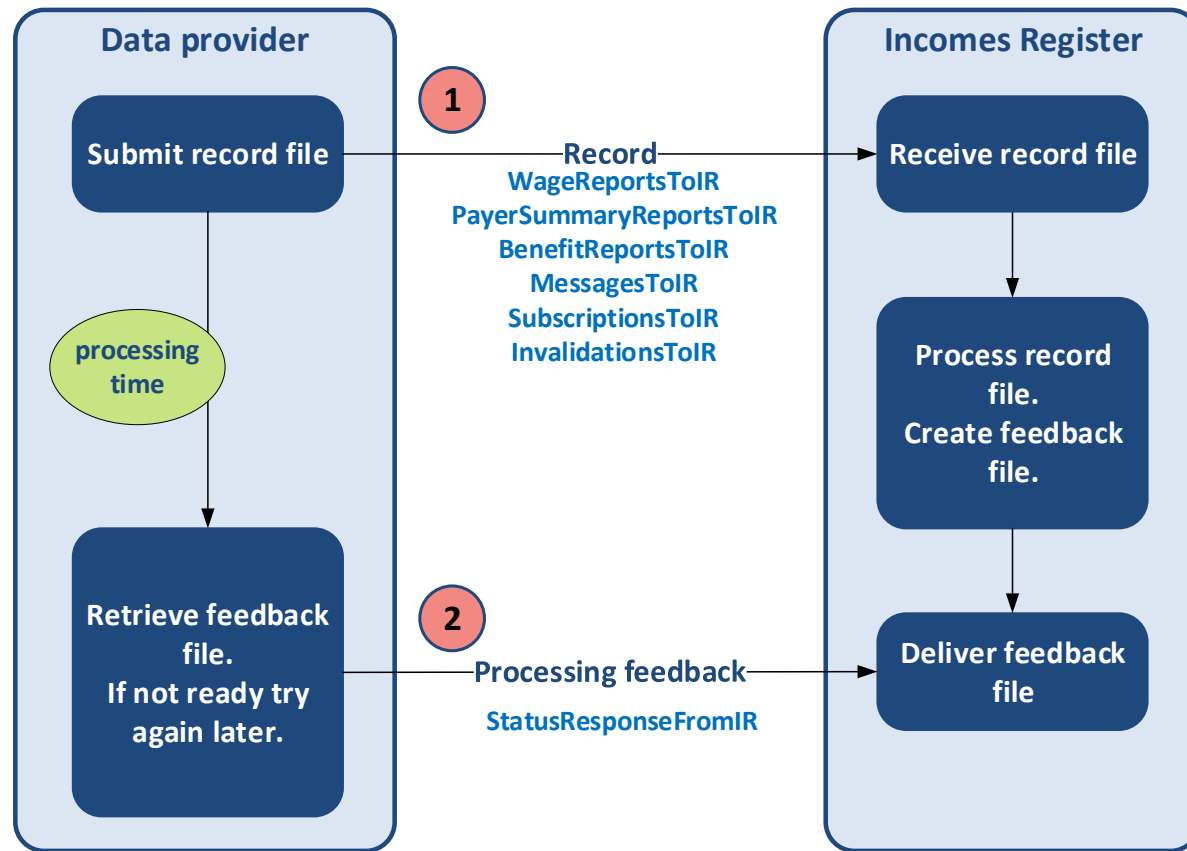 Data provider
Incomes Register
1
Submit record file
Record
Receive record file
WageReportsToIR
PayerSummaryReportsToIR
BenefitReportsToIR
MessagesToIR
SubscriptionsToIR
InvalidationsToIR
processing
time
Process record
file.
Create feedback
file.
Retrieve feedback
file.
If not ready try
again later.
2
Processing feedback
StatusResponseFromIR
Deliver feedback
file